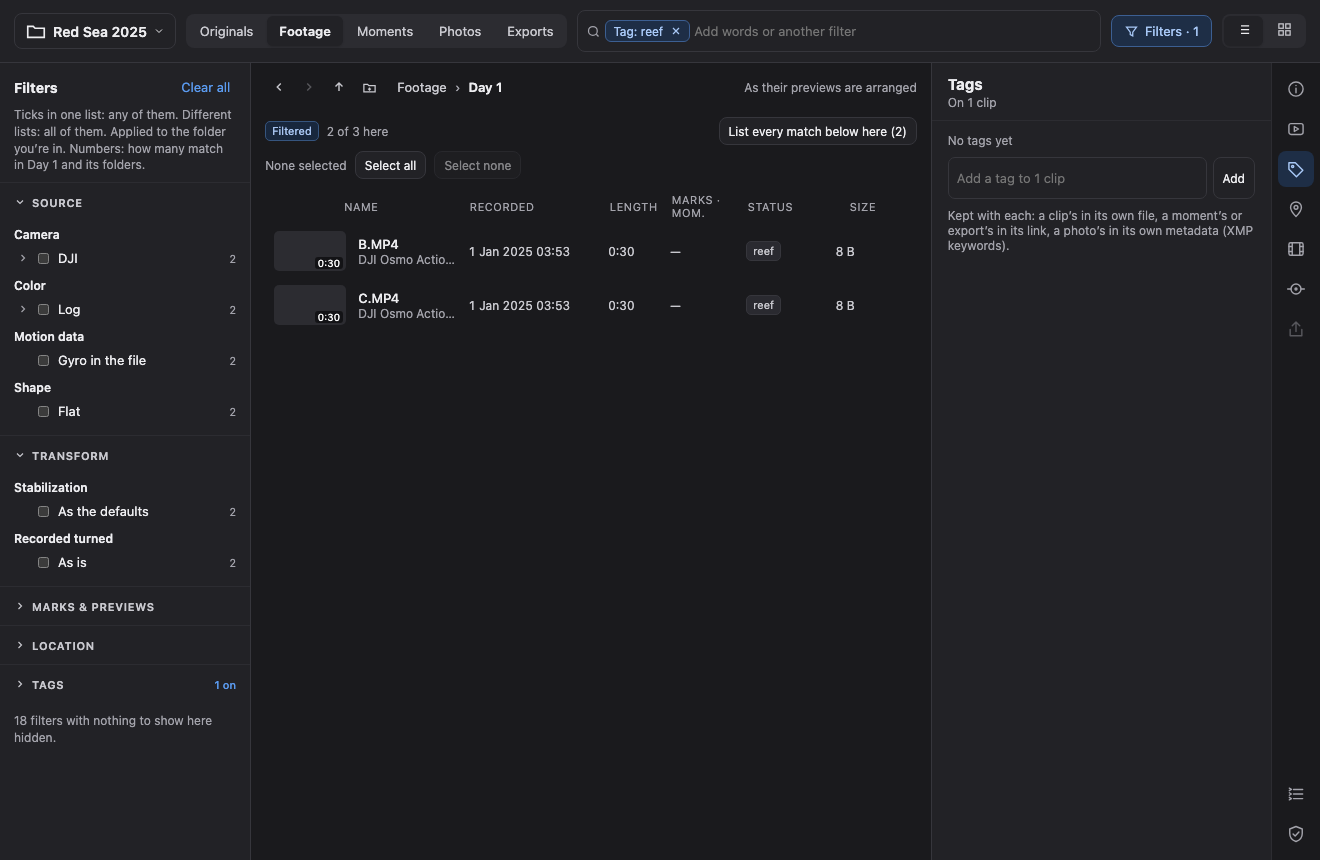 Red Sea 2025
Originals Footage Moments Photos Exports
Tag: reef ✕ Add words or another filter
Filters · 1
Filters Clear all
Ticks in one list: any of them. Different
lists: all of them. Applied to the folder
you're in. Numbers: how many match
in Day 1 and its folders.
SOURCE
Camera
DJI 2
Color
Log 2
Motion data
Gyro in the file 2
Shape
Flat 2
TRANSFORM
Stabilization
As the defaults 2
Recorded turned
As is 2
MARKS & PREVIEWS
LOCATION
TAGS 1 on
18 filters with nothing to show here
hidden.
Footage › Day 1 As their previews are arranged
Filtered 2 of 3 here List every match below here (2)
None selected Select all Select none
NAME RECORDED LENGTH MARKS · MOM. STATUS SIZE
0:30 B.MP4 1 Jan 2025 03:53 0:30 — reef 8 B
DJI Osmo Actio…
0:30 C.MP4 1 Jan 2025 03:53 0:30 — reef 8 B
DJI Osmo Actio…
Tags
On 1 clip
No tags yet
Add a tag to 1 clip Add
Kept with each: a clip's in its own file, a moment's or
export's in its link, a photo's in its own metadata (XMP
keywords).